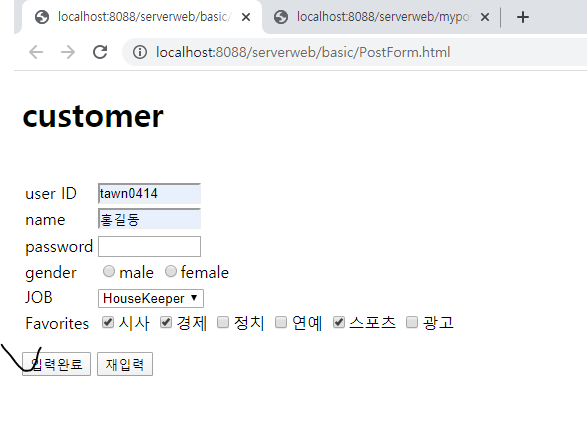 localhost:8088/serverweb/basic/
localhost:8088/serverweb/mypos
localhost:8088/serverweb/basic/PostForm.html
customer
user ID tawn0414
name 홍길동
password
gender male female
JOB HouseKeeper
Favorites 시사 경제 정치 연예 스포츠 광고
입력완료 재입력